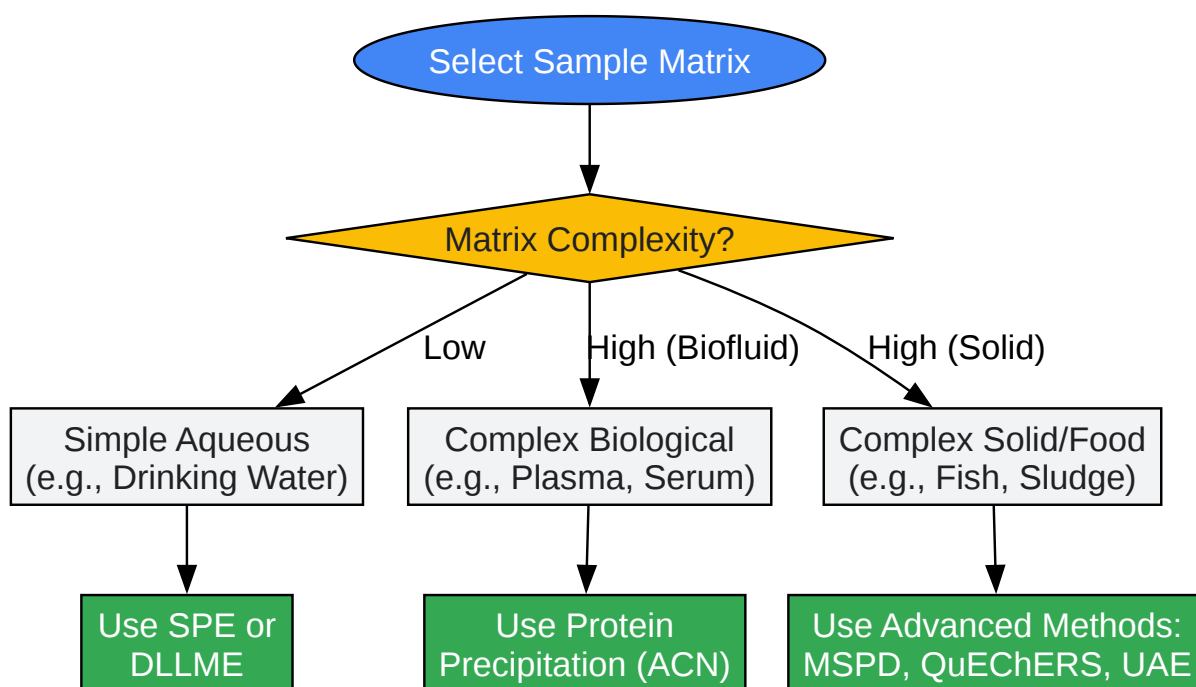 Select Sample Matrix
Matrix Complexity?
Low
High (Biofluid)
High (Solid)
Simple Aqueous
(e.g., Drinking Water)
Complex Biological
(e.g., Plasma, Serum)
Complex Solid/Food
(e.g., Fish, Sludge)
Use SPE or
DLLME
Use Protein
Precipitation (ACN)
Use Advanced Methods:
MSPD, QuEChERS, UAE